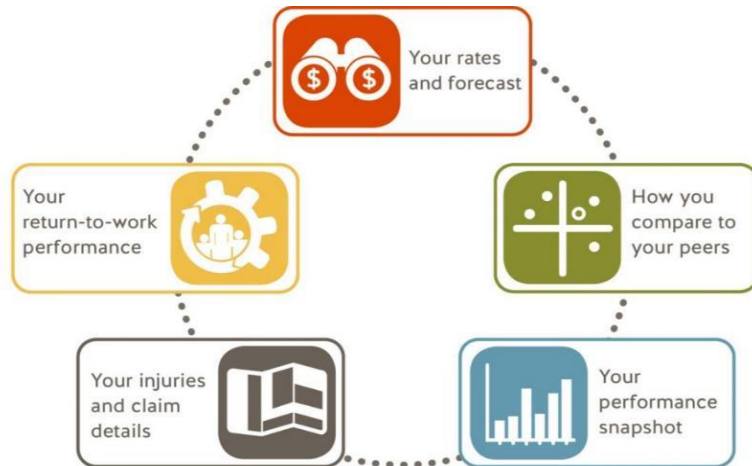 $ $
Your rates
and forecast
How you
compare to
your peers
Your
performance
snapshot
Your injuries
and claim
details
Your
return-to-work
performance